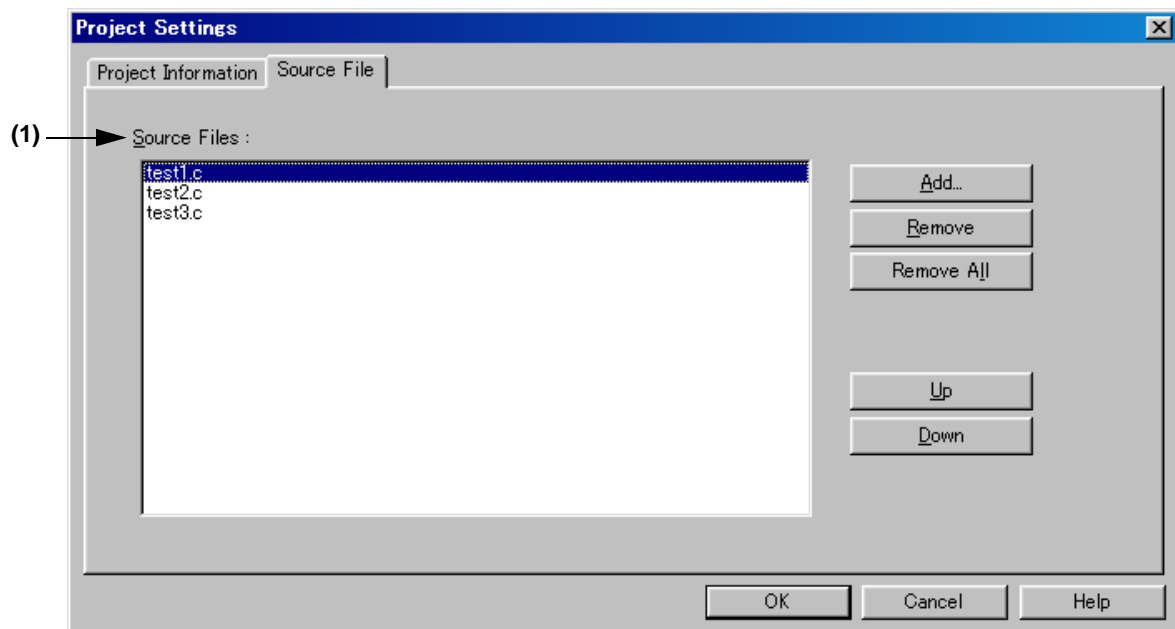 Project Settings
Project Information Source File
(1) Source Files :
test1.c
test2.c
test3.c
Add...
Remove
Remove All
Up
Down
OK Cancel Help